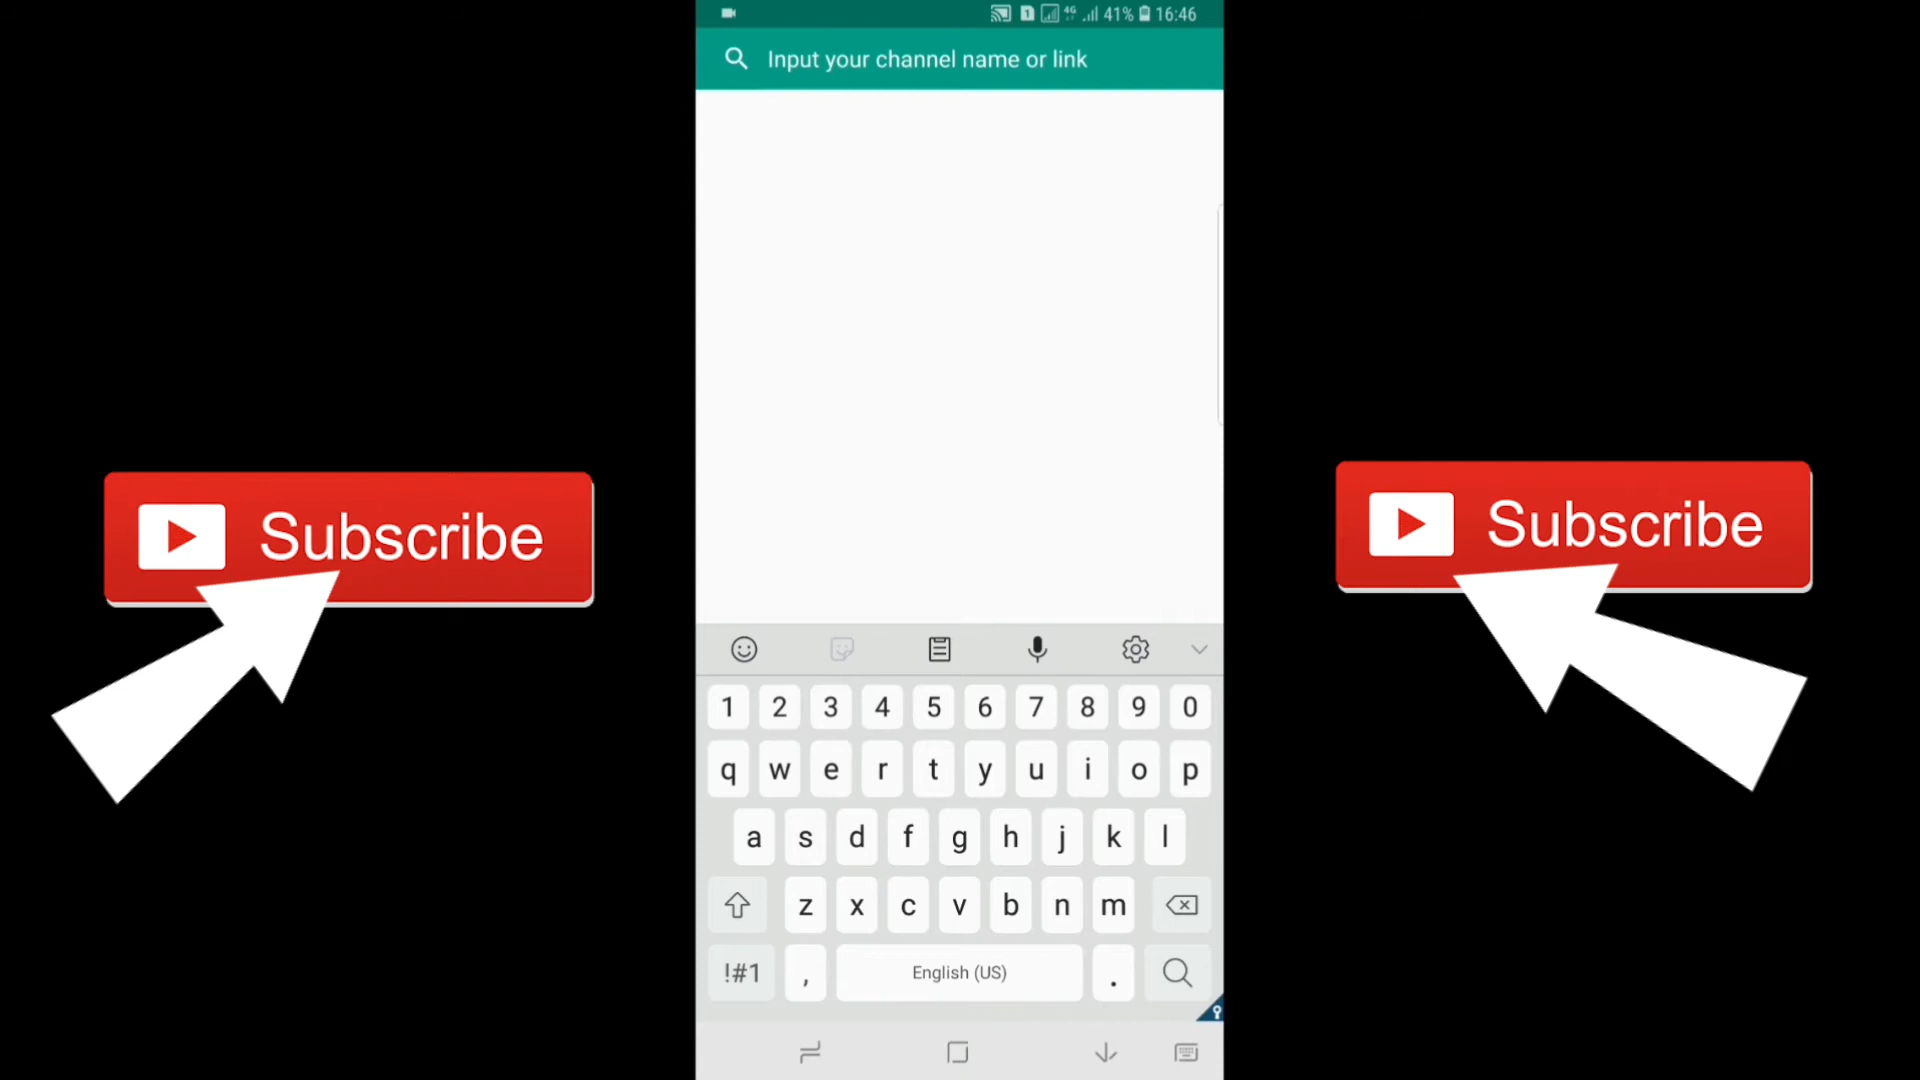 41% 16:46
Input your channel name or link
Subscribe
Subscribe
1 2 3 4 5 6 7 8 9 0
q w e r t y u i o p
a s d f g h j k l
z x c v b n m
!#1 , English (US) .